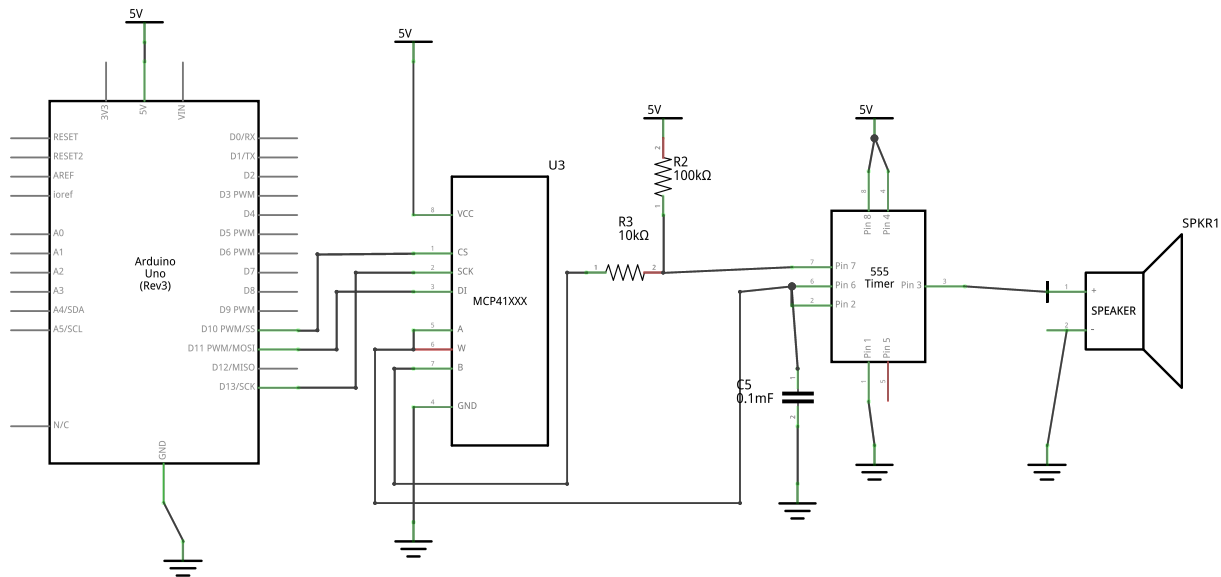 5V
3V3
5V
VIN
RESET
RESET2
AREF
ioref
A0
A1
A2
A3
A4/SDA
A5/SCL
N/C
Arduino
Uno
(Rev3)
D0/RX
D1/TX
D2
D3 PWM
D4
D5 PWM
D6 PWM
D7
D8
D9 PWM
D10 PWM/SS
D11 PWM/MOSI
D12/MISO
D13/SCK
GND
5V
U3
8 VCC
1 CS
2 SCK
3 DI
MCP41XXX
5 A
6 W
7 B
4 GND
5V
2
R2
100kΩ
1
R3
10kΩ
1
2
5V
8
4
Pin 8
Pin 4
7 Pin 7
6 Pin 6
2 Pin 2
555
Timer
Pin 3 3
Pin 1
Pin 5
1
5
1
C5
0.1mF
2
SPKR1
1 +
SPEAKER
2 -